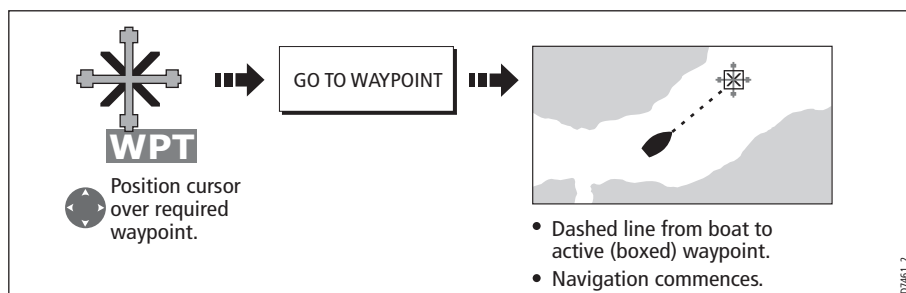 WPT
Position cursor
over required
waypoint.
GO TO WAYPOINT
• Dashed line from boat to
active (boxed) waypoint.
• Navigation commences.
D7461_2